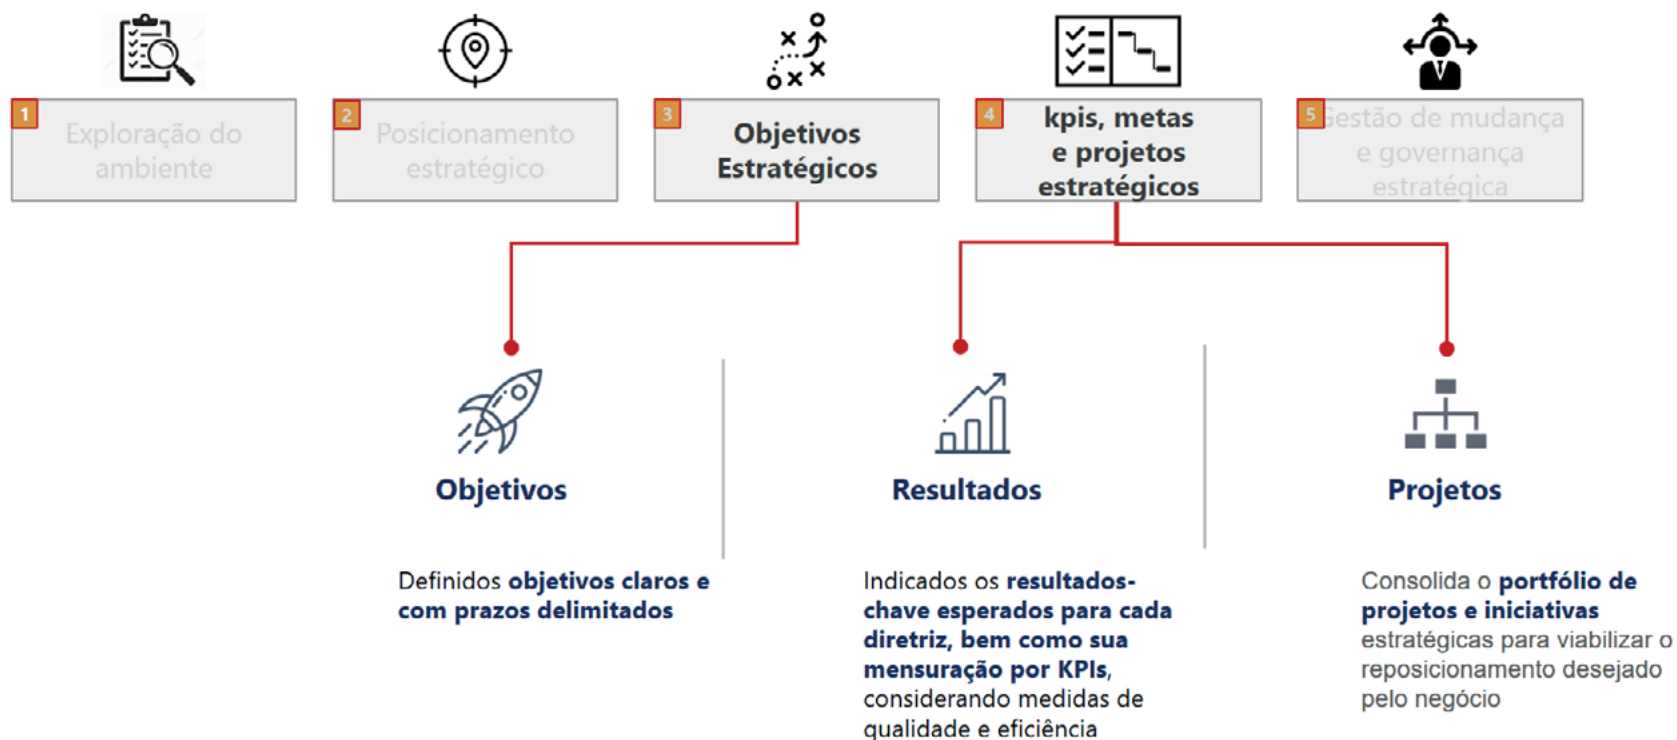 1
Exploração do
ambiente
2
Posicionamento
estratégico
3
Objetivos
Estratégicos
4
kpis, metas
e projetos
estratégicos
5
Gestão de mudança
e governança
estratégica
Objetivos
Definidos objetivos claros e
com prazos delimitados
Resultados
Indicados os resultados-
chave esperados para cada
diretriz, bem como sua
mensuração por KPIs,
considerando medidas de
qualidade e eficiência
Projetos
Consolida o portfólio de
projetos e iniciativas
estratégicas para viabilizar o
reposicionamento desejado
pelo negócio